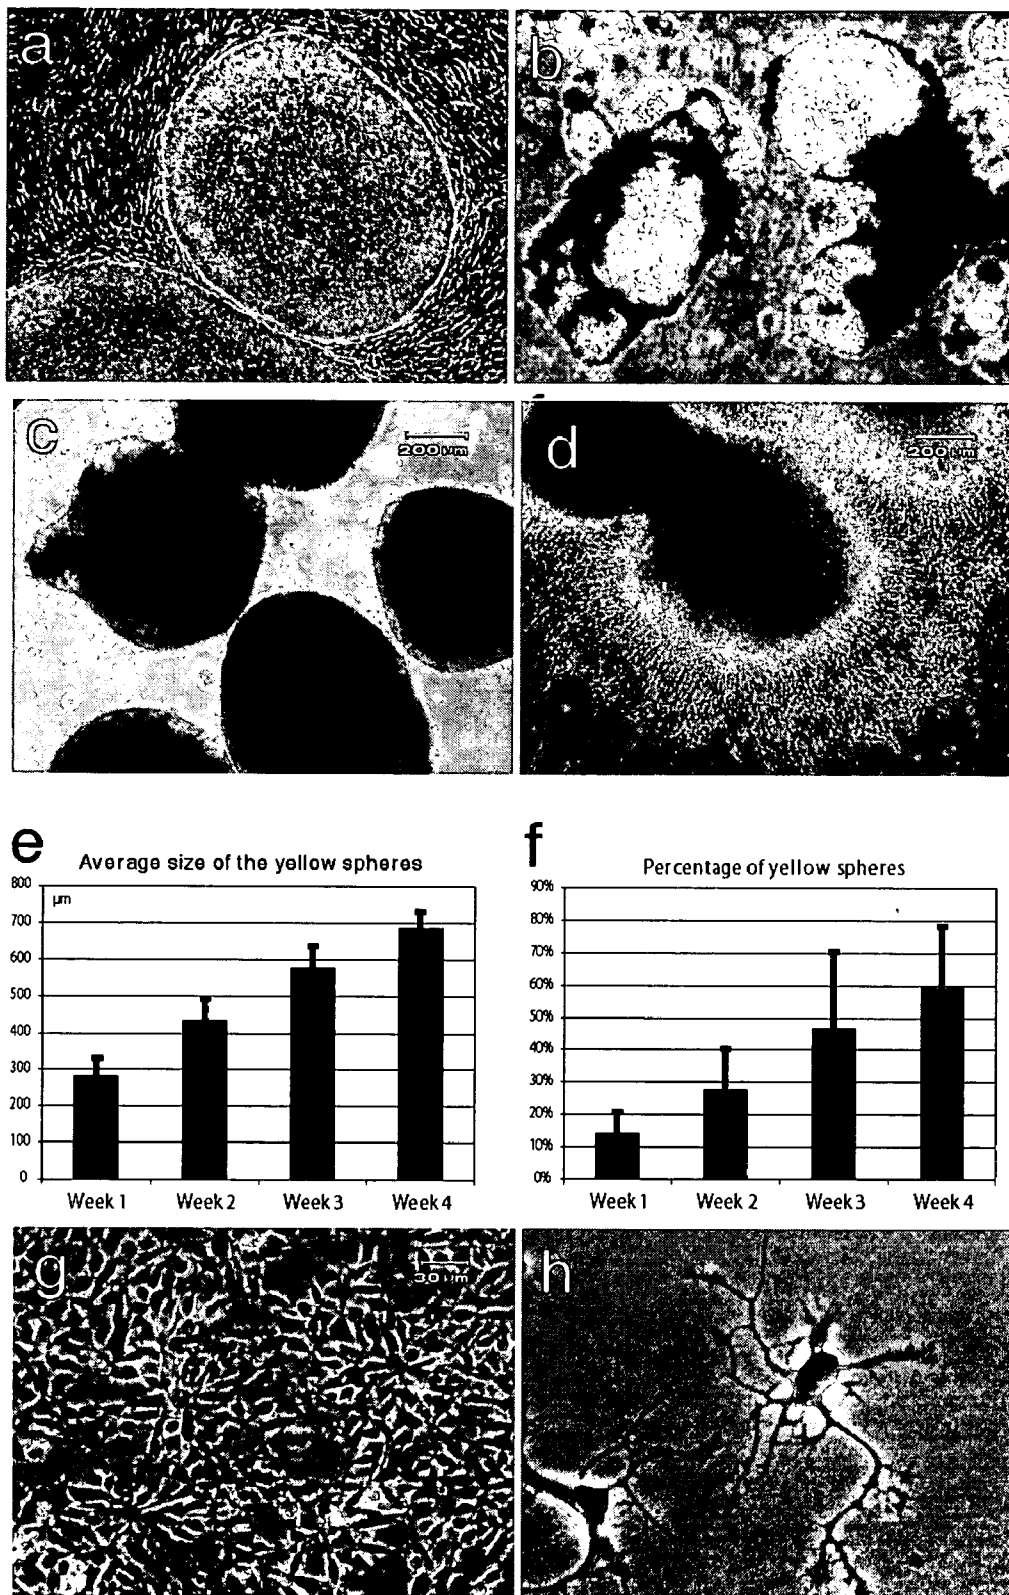 a
b
c
200 µm
d
200 µm
e
Average size of the yellow spheres
800
µm
700
600
500
400
300
200
100
0
Week 1
Week 2
Week 3
Week 4
f
Percentage of yellow spheres
90%
80%
70%
60%
50%
40%
30%
20%
10%
0%
Week 1
Week 2
Week 3
Week 4
g
30 µm
h